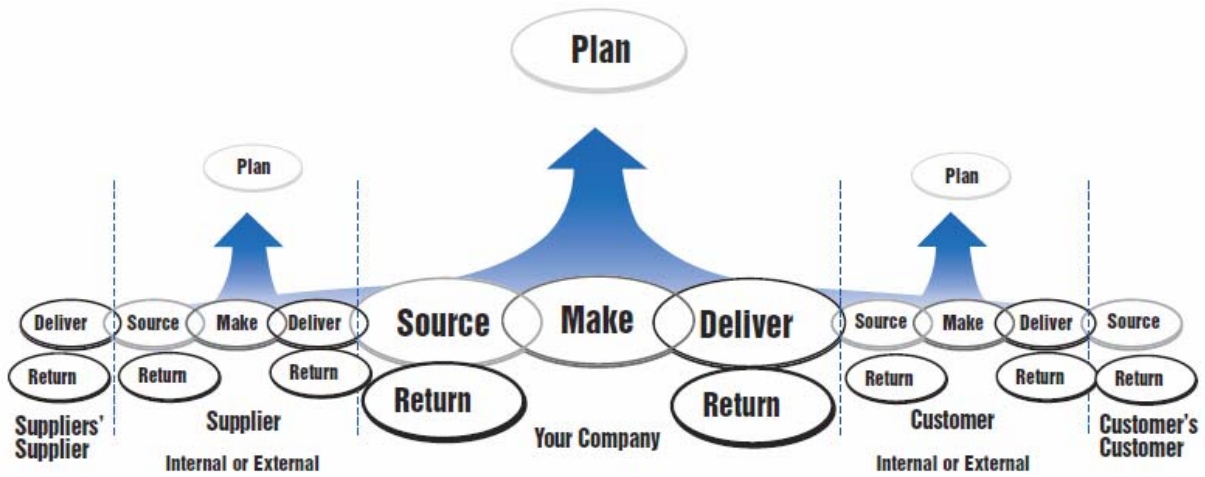 Plan
Plan
Plan
Deliver
Source
Make
Deliver
Source
Make
Deliver
Source
Make
Deliver
Source
Return
Return
Return
Return
Return
Return
Return
Return
Suppliers'
Supplier
Supplier
Internal or External
Your Company
Customer
Internal or External
Customer's
Customer